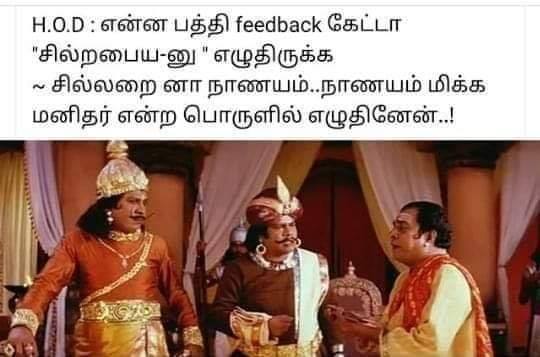 H.O.D : என்ன பத்தி feedback கேட்டா
"சில்றபைய-னு " எழுதிருக்க
~ சில்லறை னா நாணயம்..நாணயம் மிக்க
மனிதர் என்ற பொருளில் எழுதினேன்..!